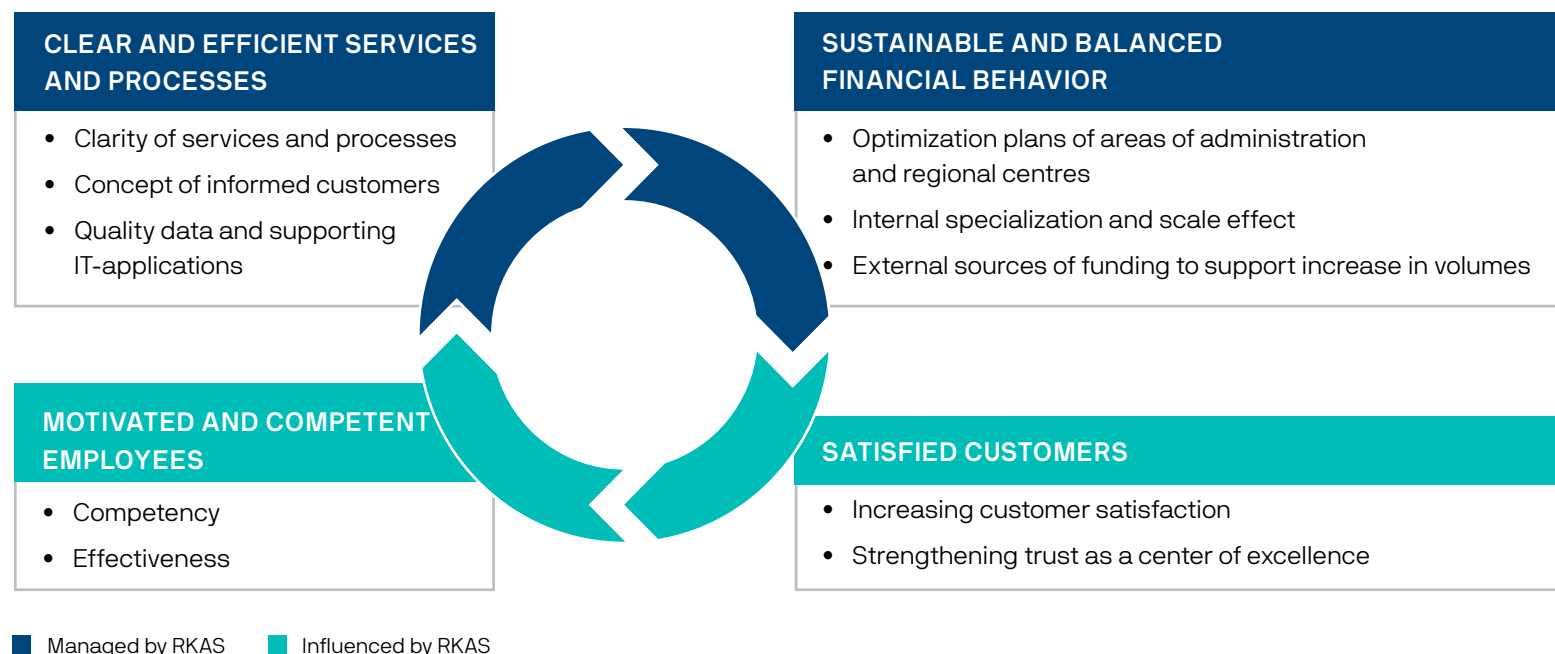 CLEAR AND EFFICIENT SERVICES
AND PROCESSES
• Clarity of services and processes
• Concept of informed customers
• Quality data and supporting
IT-applications
SUSTAINABLE AND BALANCED
FINANCIAL BEHAVIOR
• Optimization plans of areas of administration
and regional centres
• Internal specialization and scale effect
• External sources of funding to support increase in volumes
MOTIVATED AND COMPETENT
EMPLOYEES
• Competency
• Effectiveness
SATISFIED CUSTOMERS
• Increasing customer satisfaction
• Strengthening trust as a center of excellence
Managed by RKAS
Influenced by RKAS